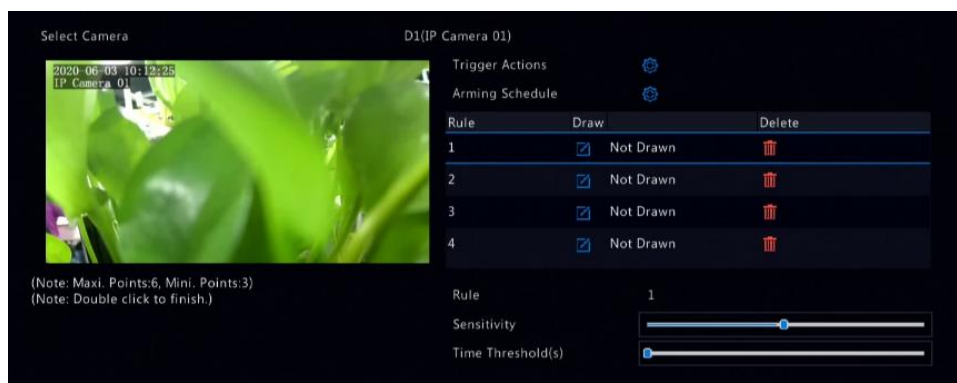 Select Camera
D1(IP Camera 01)
2020-06-03 10:12:25
IP Camera 01
Trigger Actions
Arming Schedule
Rule Draw Delete
1 Not Drawn
2 Not Drawn
3 Not Drawn
4 Not Drawn
(Note: Maxi. Points:6, Mini. Points:3)
(Note: Double click to finish.)
Rule 1
Sensitivity
Time Threshold(s)